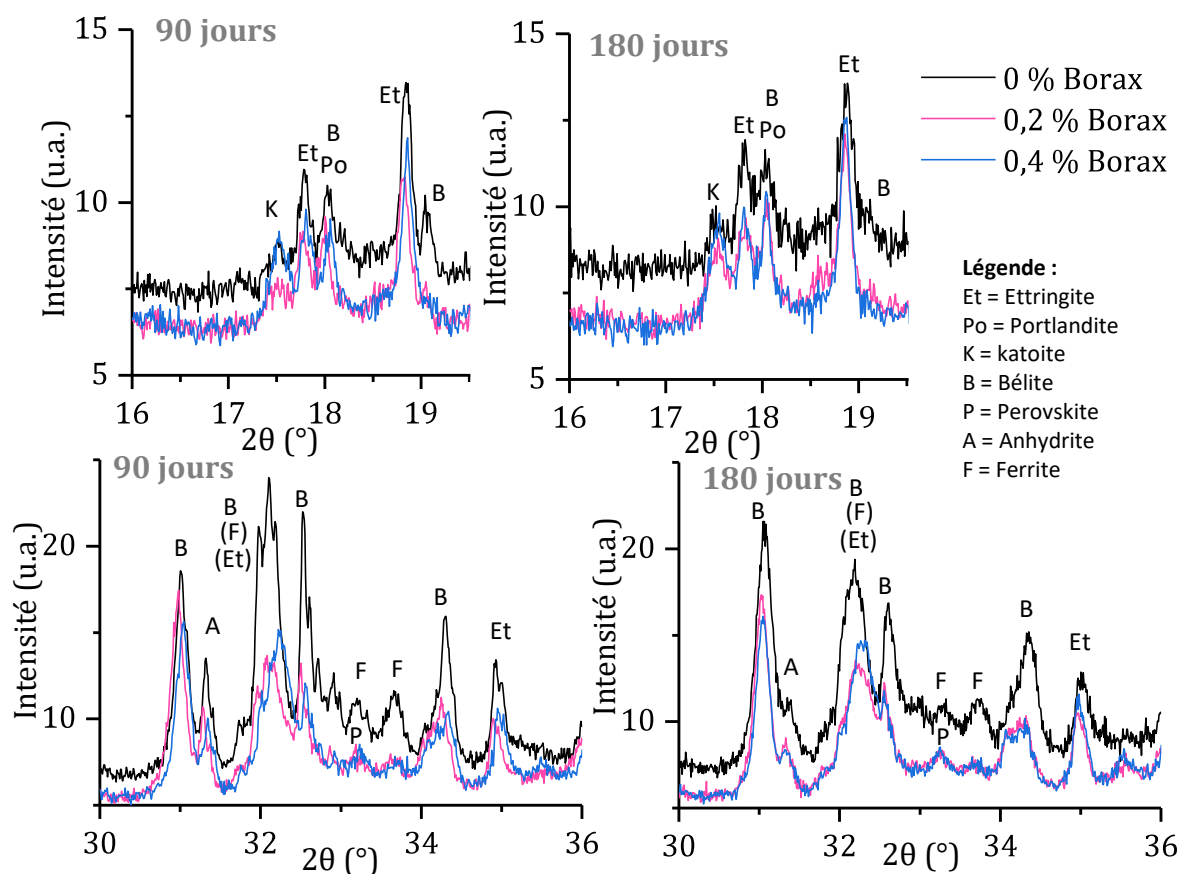 90 jours
15
10
5
Intensité (u.a.)
K
Et
B
Po
Et
B
16 17 18 19
2θ (°)
180 jours
15
10
5
Intensité (u.a.)
K
Et
B
Po
Et
B
16 17 18 19
2θ (°)
0 % Borax
0,2 % Borax
0,4 % Borax
Légende :
Et = Ettringite
Po = Portlandite
K = katoite
B = Bélite
P = Perovskite
A = Anhydrite
F = Ferrite
90 jours
20
10
Intensité (u.a.)
B
A
B
(F)
(Et)
B
F
P
F
B
Et
30 32 34 36
2θ (°)
180 jours
20
10
Intensité (u.a.)
B
A
B
(F)
(Et)
B
F
P
F
B
Et
30 32 34 36
2θ (°)